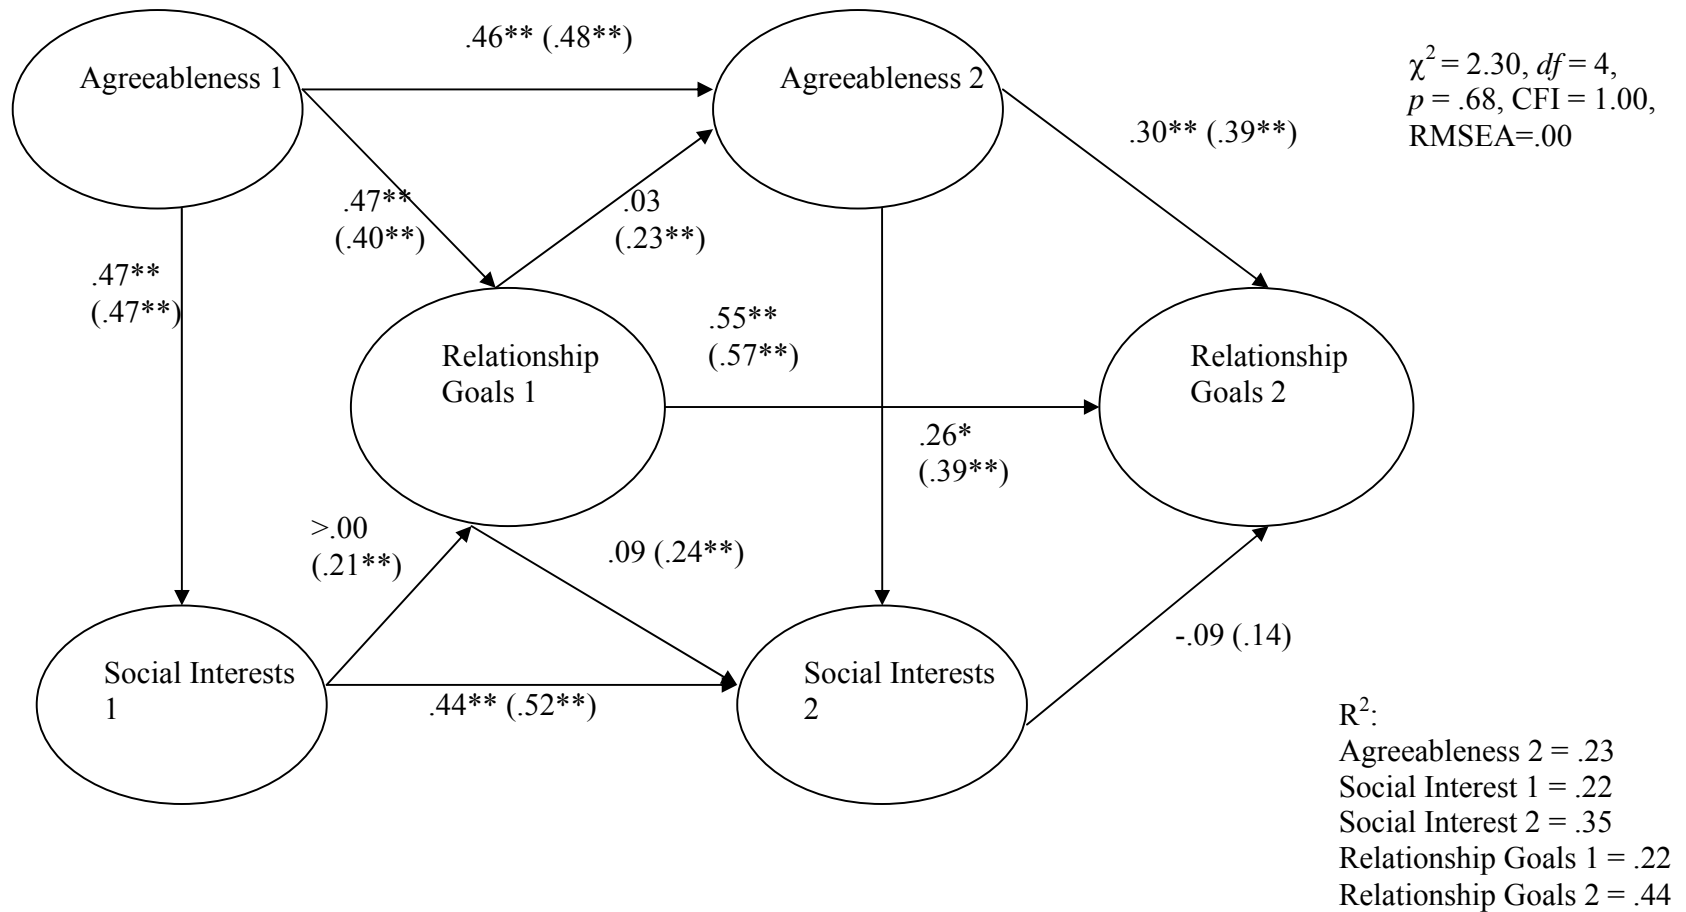 .46** (.48**)
Agreeableness 1
Agreeableness 2
χ² = 2.30, df = 4,
p = .68, CFI = 1.00,
RMSEA=.00
.30** (.39**)
.47**
(.40**)
.03
(.23**)
.47**
(.47**)
.55**
(.57**)
Relationship
Goals 1
Relationship
Goals 2
.26*
(.39**)
>.00
(.21**)
.09 (.24**)
-.09 (.14)
Social Interests
1
Social Interests
2
.44** (.52**)
R²:
Agreeableness 2 = .23
Social Interest 1 = .22
Social Interest 2 = .35
Relationship Goals 1 = .22
Relationship Goals 2 = .44